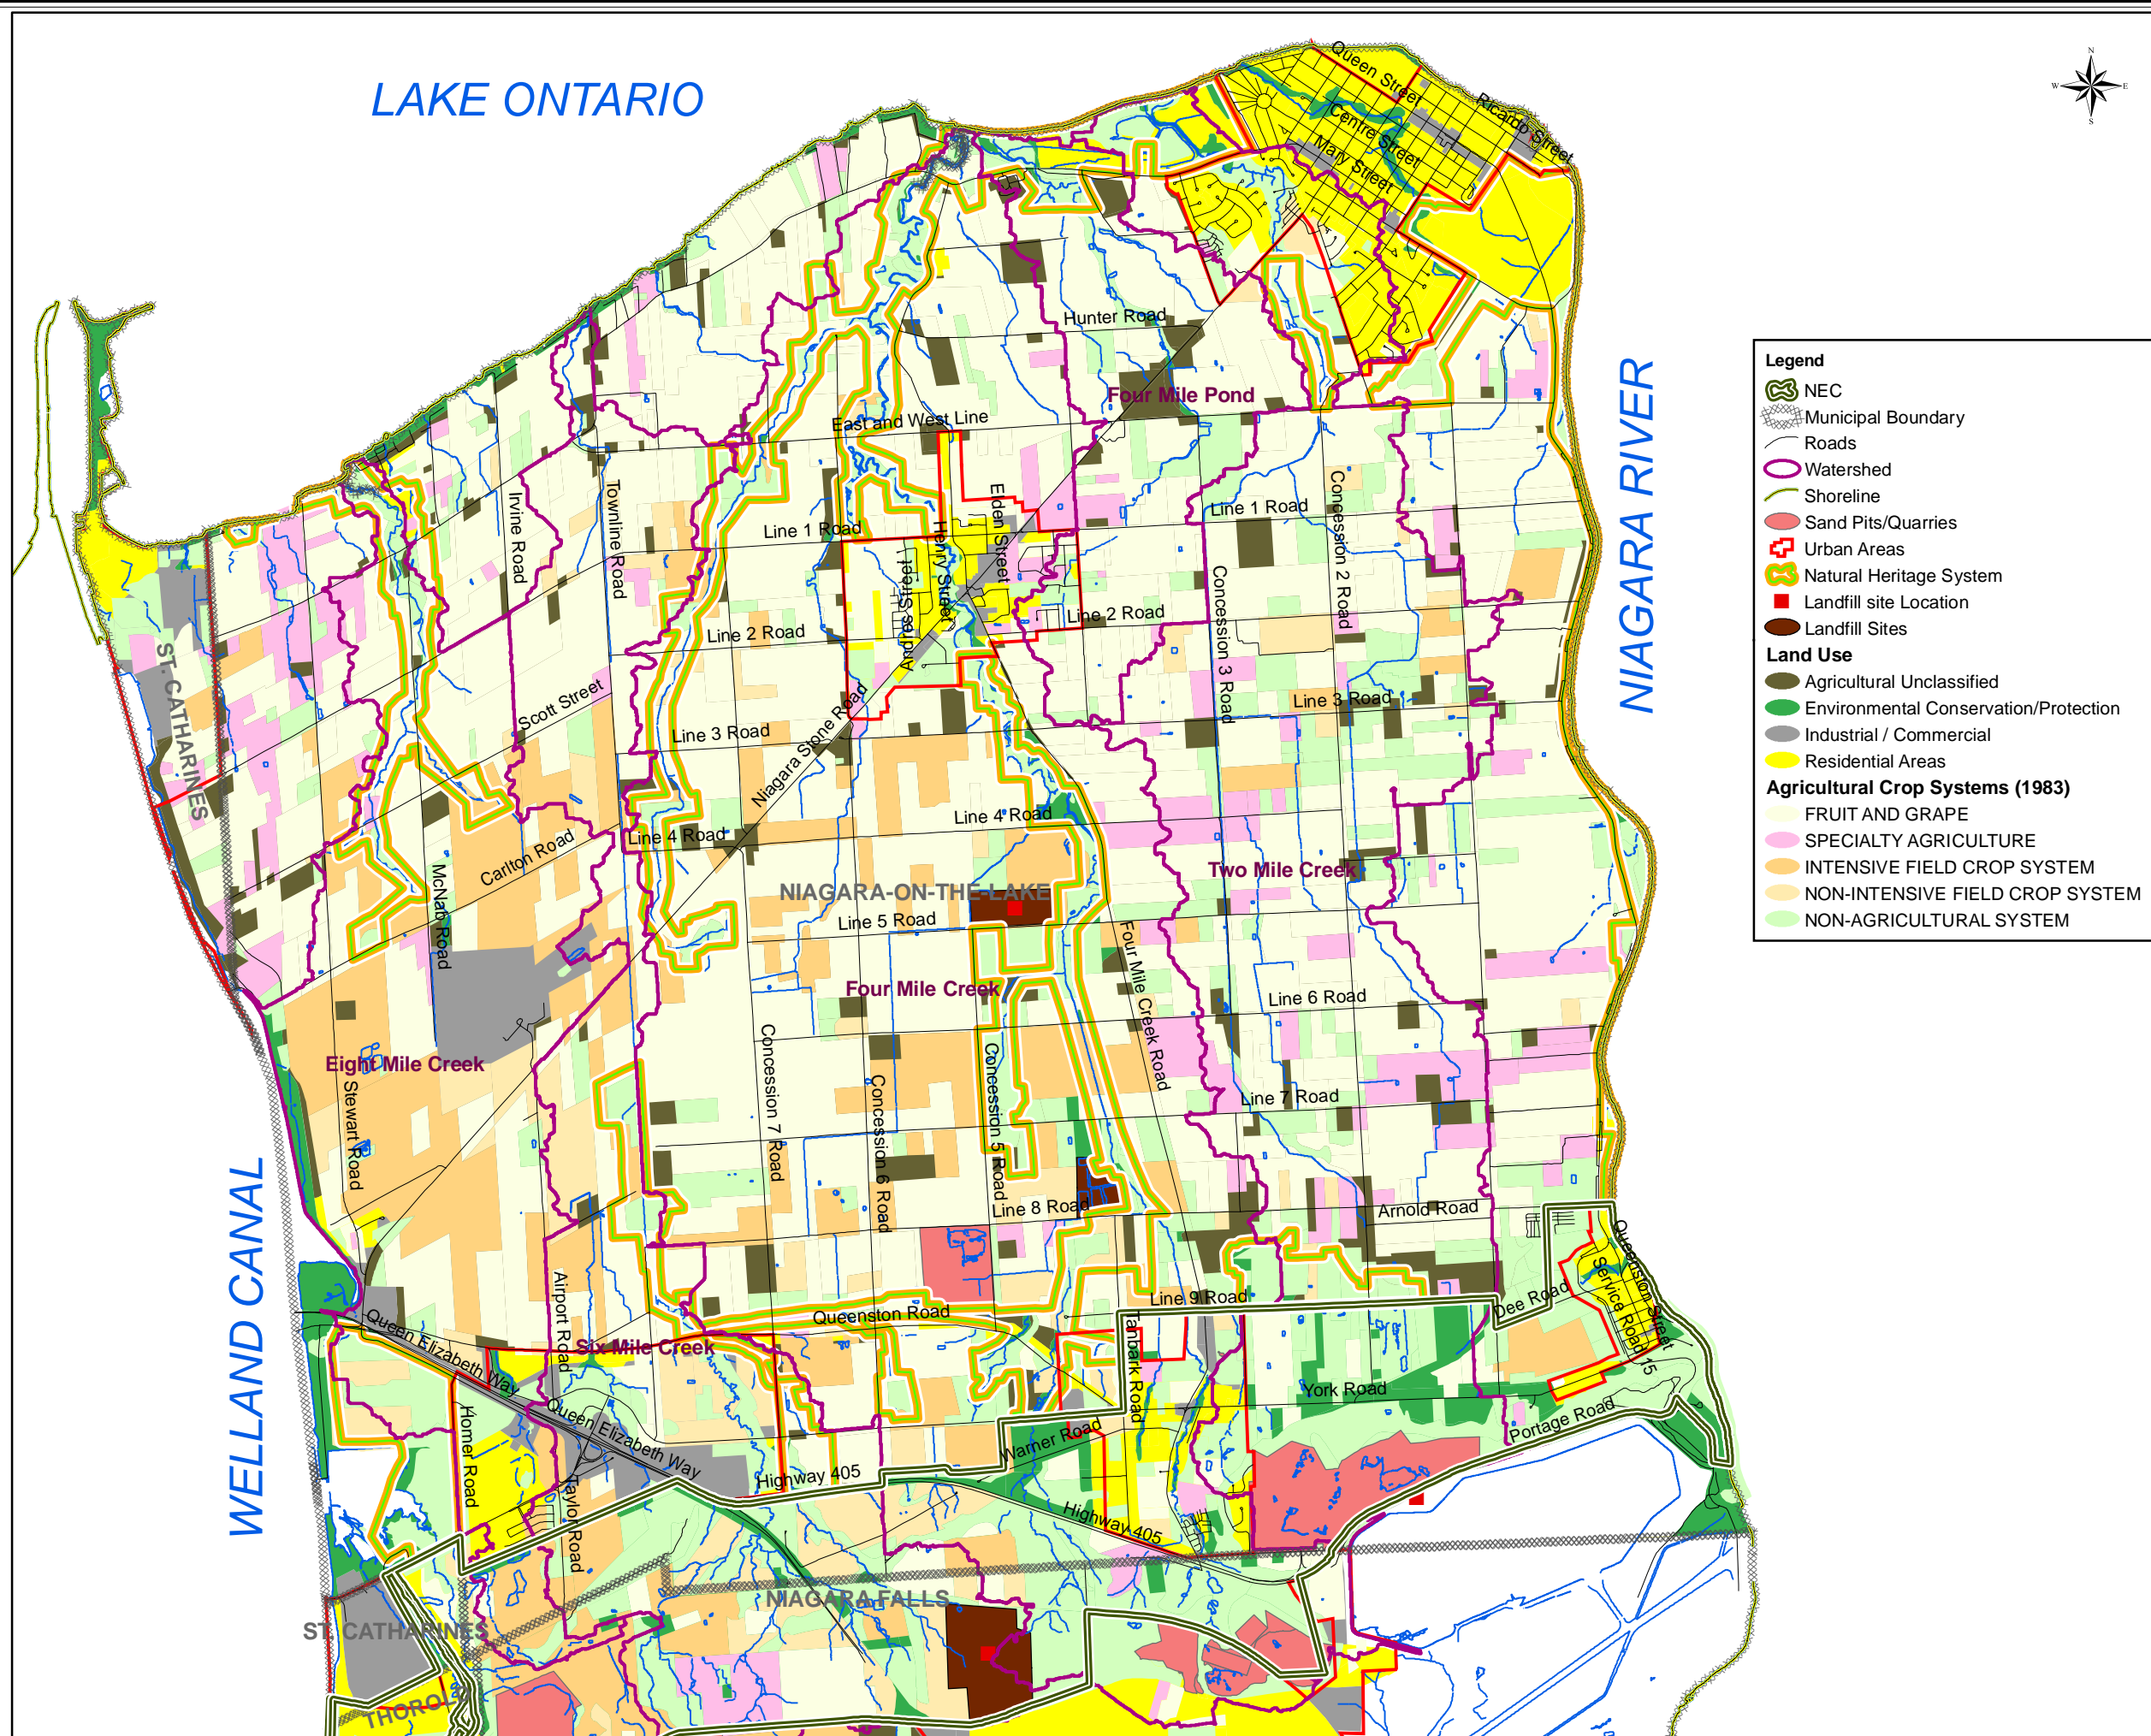 LAKE ONTARIO
N
W
E
S
Queen Street
Ricardo Street
Centre Street
Mary Street
Hunter Road
Four Mile Pond
East and West Line
NIAGARA RIVER
Legend
NEC
Municipal Boundary
Roads
Watershed
Shoreline
Sand Pits/Quarries
Urban Areas
Natural Heritage System
Landfill site Location
Landfill Sites
Land Use
Agricultural Unclassified
Environmental Conservation/Protection
Industrial / Commercial
Residential Areas
Agricultural Crop Systems (1983)
FRUIT AND GRAPE
SPECIALTY AGRICULTURE
INTENSIVE FIELD CROP SYSTEM
NON-INTENSIVE FIELD CROP SYSTEM
NON-AGRICULTURAL SYSTEM
Irvine Road
Townline Road
Line 1 Road
Henry Street
Elden Street
Andres Street
Line 1 Road
Concession 2 Road
Concession 3 Road
Line 2 Road
Line 2 Road
ST. CATHARINES
Scott Street
Line 3 Road
Niagara Stone Road
Line 3 Road
Carlton Road
Line 4 Road
Line 4 Road
McNab Road
NIAGARA-ON-THE-LAKE
Two Mile Creek
Line 5 Road
Four Mile Creek Road
Four Mile Creek
Line 6 Road
Eight Mile Creek
Stewart Road
Concession 7 Road
Concession 6 Road
Concession 5 Road
Line 7 Road
WELLAND CANAL
Line 8 Road
Arnold Road
Queenston Street
Service Road 15
Airport Road
Queenston Road
Line 9 Road
Dee Road
Queen Elizabeth Way
Six Mile Creek
Tanbark Road
York Road
Homer Road
Queen Elizabeth Way
Warner Road
Portage Road
Highway 405
Taylor Road
Highway 405
NIAGARA FALLS
ST. CATHARINES
THOROLD